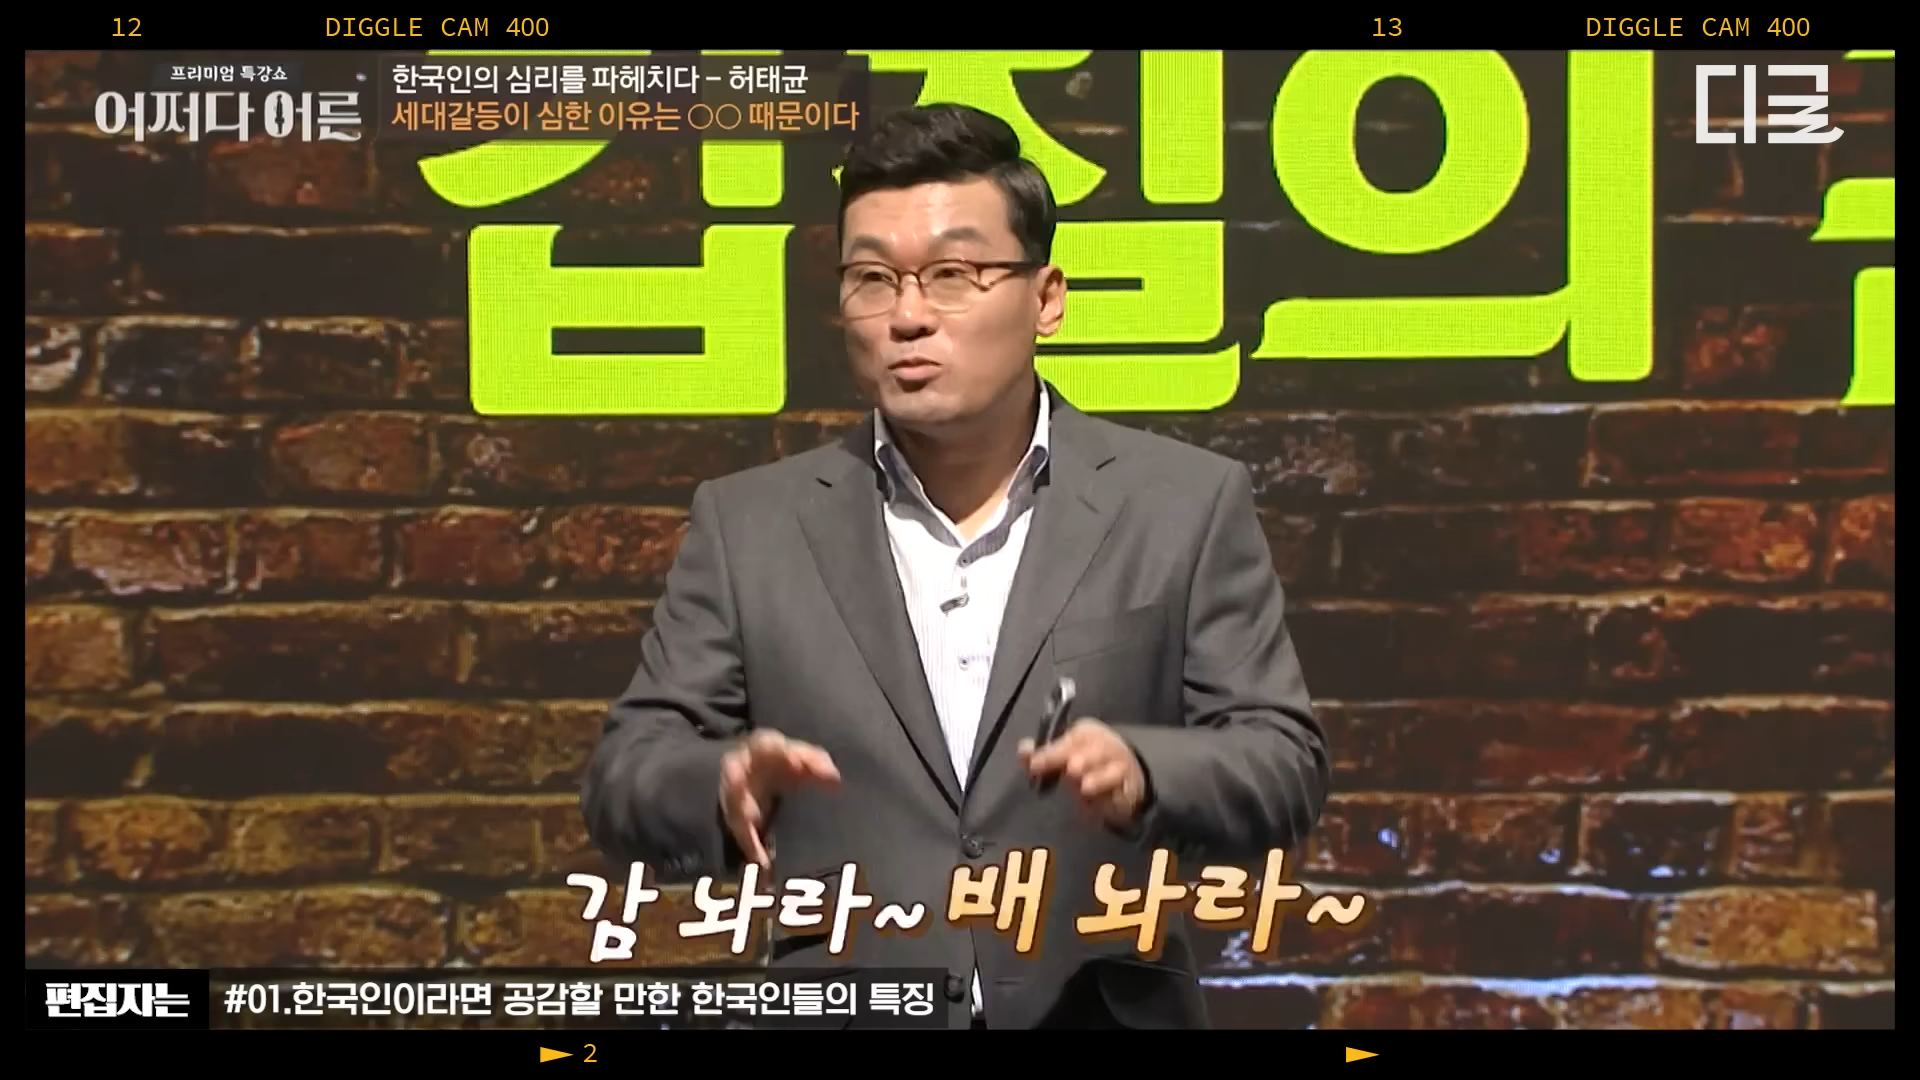 12 DIGGLE CAM 400 13 DIGGLE CAM 400
프리미엄 특강쇼
어쩌다 어른
한국인의 심리를 파헤치다 - 허태균
세대갈등이 심한 이유는 ○○ 때문이다
디글
갑질의
감 놔라~ 배 놔라~
편집자는
#01.한국인이라면 공감할 만한 한국인들의 특징
2